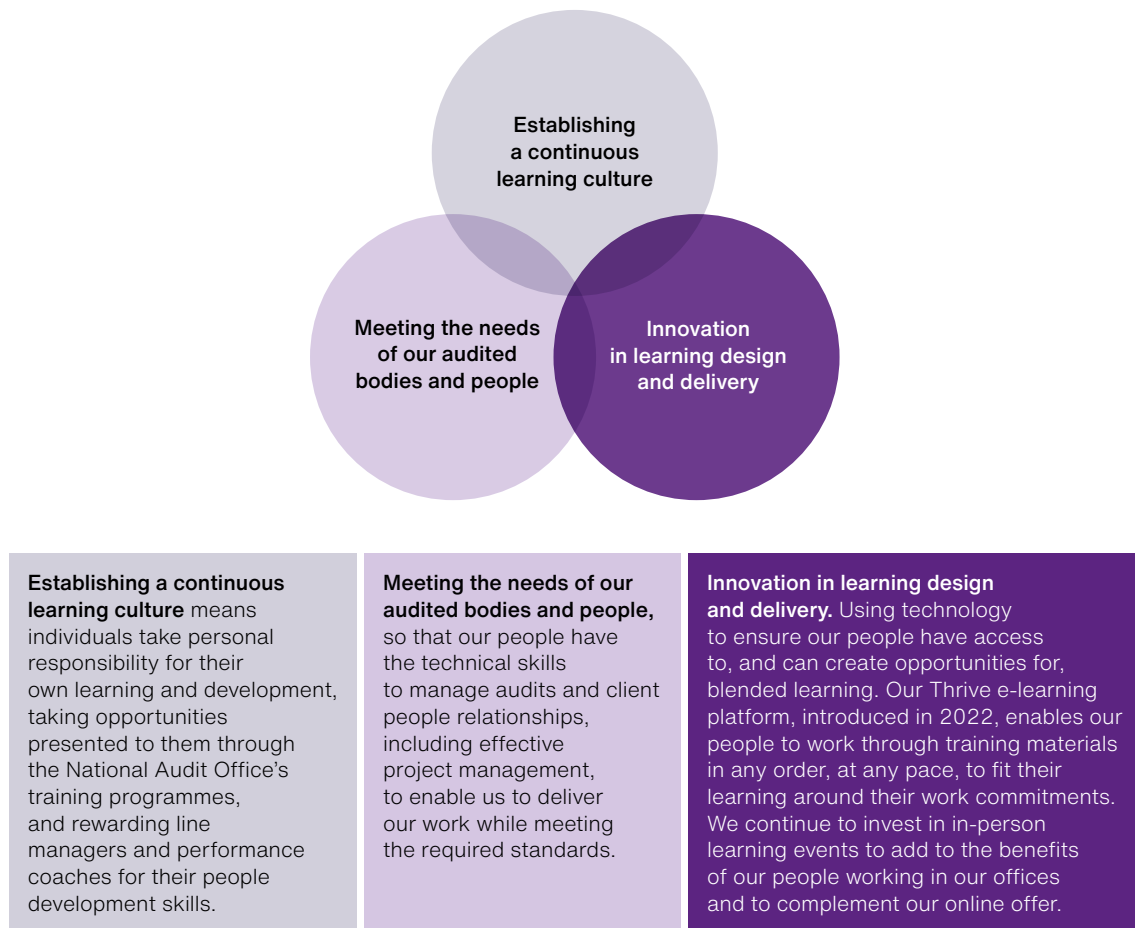 Establishing
a continuous
learning culture
Meeting the needs
of our audited
bodies and people
Innovation
in learning design
and delivery
Establishing a continuous
learning culture means
individuals take personal
responsibility for their
own learning and development,
taking opportunities
presented to them through
the National Audit Office’s
training programmes,
and rewarding line
managers and performance
coaches for their people
development skills.
Meeting the needs of our
audited bodies and people,
so that our people have
the technical skills
to manage audits and client
people relationships,
including effective
project management,
to enable us to deliver
our work while meeting
the required standards.
Innovation in learning design
and delivery. Using technology
to ensure our people have access
to, and can create opportunities for,
blended learning. Our Thrive e-learning
platform, introduced in 2022, enables our
people to work through training materials
in any order, at any pace, to fit their
learning around their work commitments.
We continue to invest in in-person
learning events to add to the benefits
of our people working in our offices
and to complement our online offer.